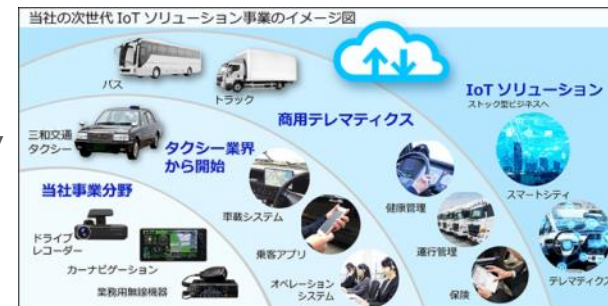 当社の次世代 IoT ソリューション事業のイメージ図
バス
トラック
IoT ソリューション
ストック型ビジネスへ
商用テレマティクス
三和交通
タクシー
タクシー業界
から開始
スマートシティ
当社事業分野
車載システム
健康管理
ドライブ
レコーダー
カーナビゲーション
乗客アプリ
運行管理
業務用無線機器
オペレーション
システム
保険
テレマティクス